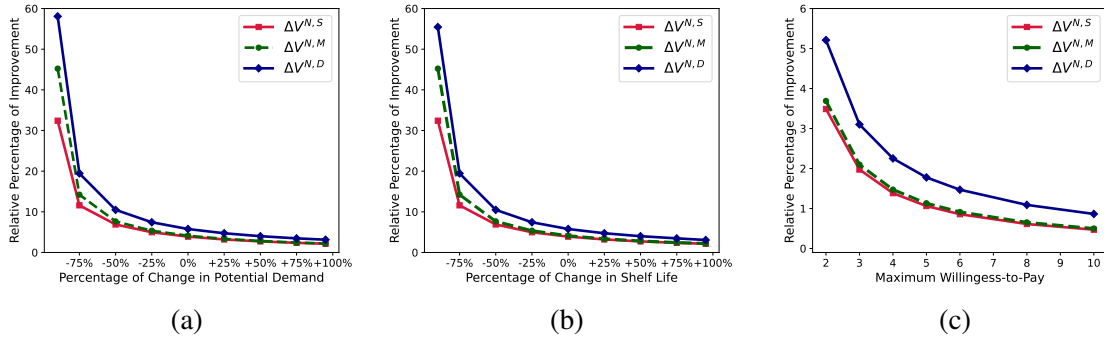 60
50
40
30
20
10
0
Relative Percentage of Improvement
ΔV^{N,S}
ΔV^{N,M}
ΔV^{N,D}
-75% -50% -25% 0% +25% +50% +75% +100%
Percentage of Change in Potential Demand
(a)
60
50
40
30
20
10
0
Relative Percentage of Improvement
ΔV^{N,S}
ΔV^{N,M}
ΔV^{N,D}
-75% -50% -25% 0% +25% +50% +75% +100%
Percentage of Change in Shelf Life
(b)
6
5
4
3
2
1
0
Relative Percentage of Improvement
ΔV^{N,S}
ΔV^{N,M}
ΔV^{N,D}
2 3 4 5 6 7 8 9 10
Maximum Willingess-to-Pay
(c)